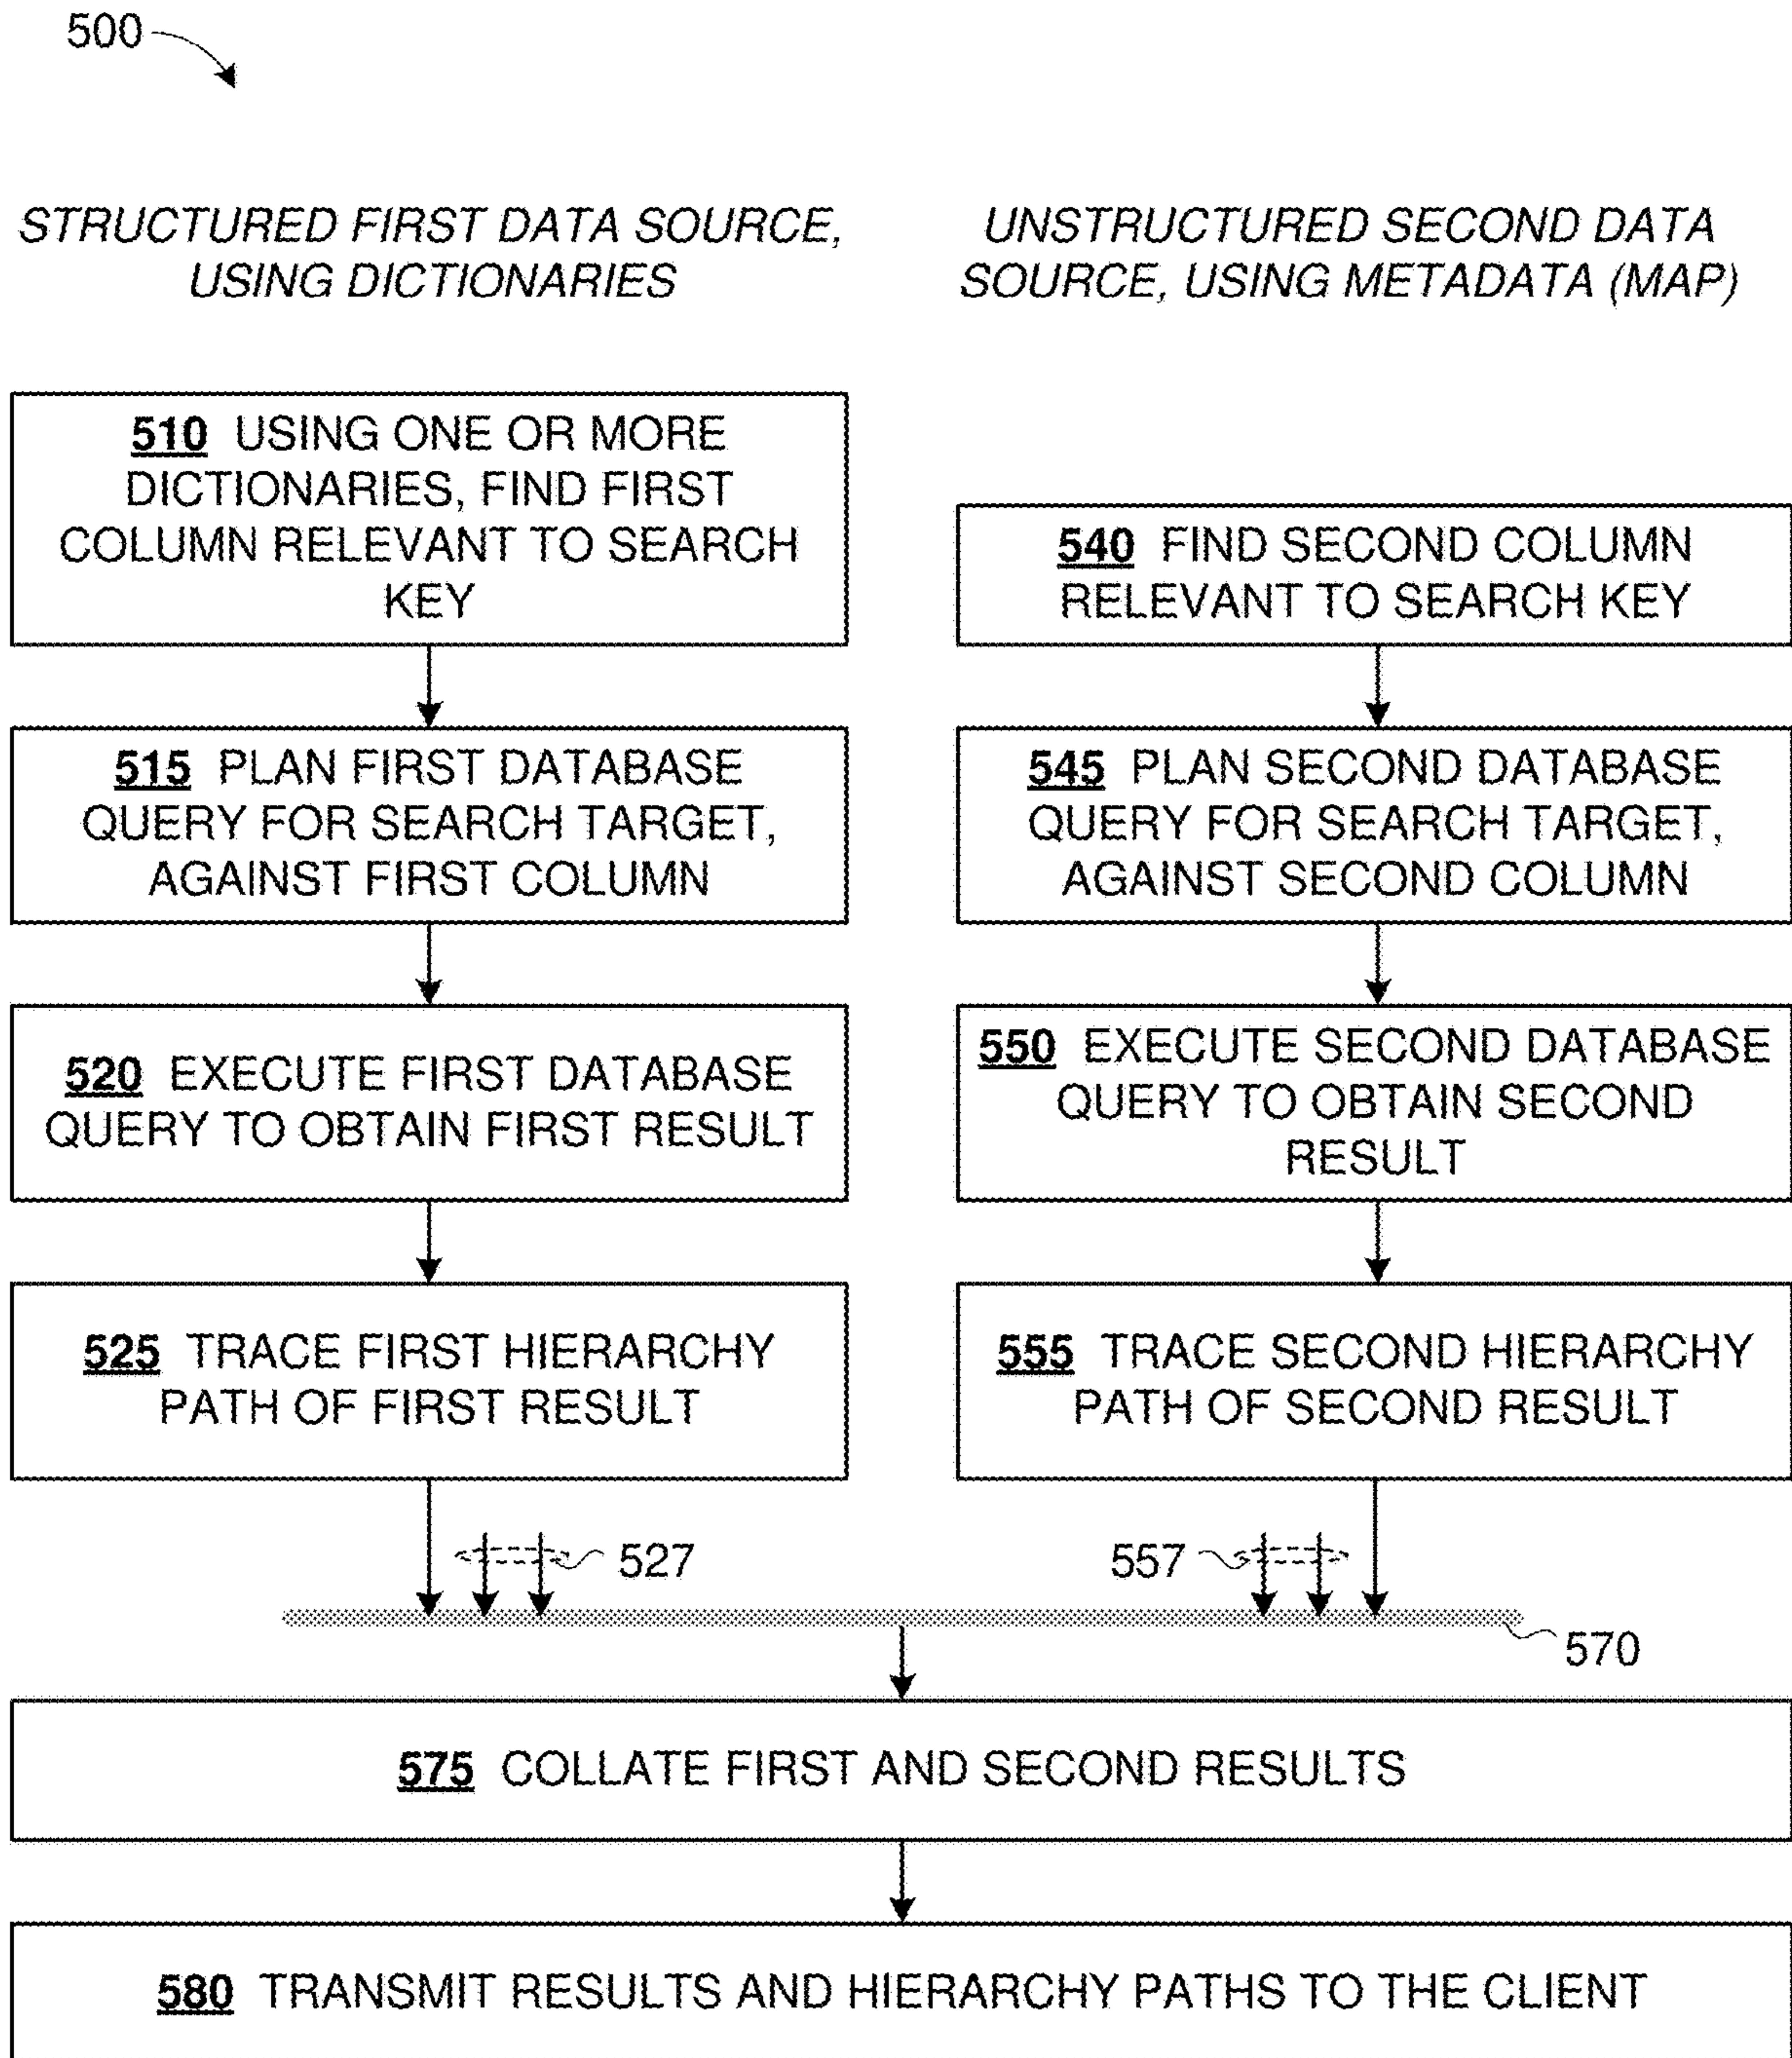 500
STRUCTURED FIRST DATA SOURCE,
USING DICTIONARIES
UNSTRUCTURED SECOND DATA
SOURCE, USING METADATA (MAP)
510 USING ONE OR MORE
DICTIONARIES, FIND FIRST
COLUMN RELEVANT TO SEARCH
KEY
515 PLAN FIRST DATABASE
QUERY FOR SEARCH TARGET,
AGAINST FIRST COLUMN
520 EXECUTE FIRST DATABASE
QUERY TO OBTAIN FIRST RESULT
525 TRACE FIRST HIERARCHY
PATH OF FIRST RESULT
527
540 FIND SECOND COLUMN
RELEVANT TO SEARCH KEY
545 PLAN SECOND DATABASE
QUERY FOR SEARCH TARGET,
AGAINST SECOND COLUMN
550 EXECUTE SECOND DATABASE
QUERY TO OBTAIN SECOND
RESULT
555 TRACE SECOND HIERARCHY
PATH OF SECOND RESULT
557
570
575 COLLATE FIRST AND SECOND RESULTS
580 TRANSMIT RESULTS AND HIERARCHY PATHS TO THE CLIENT